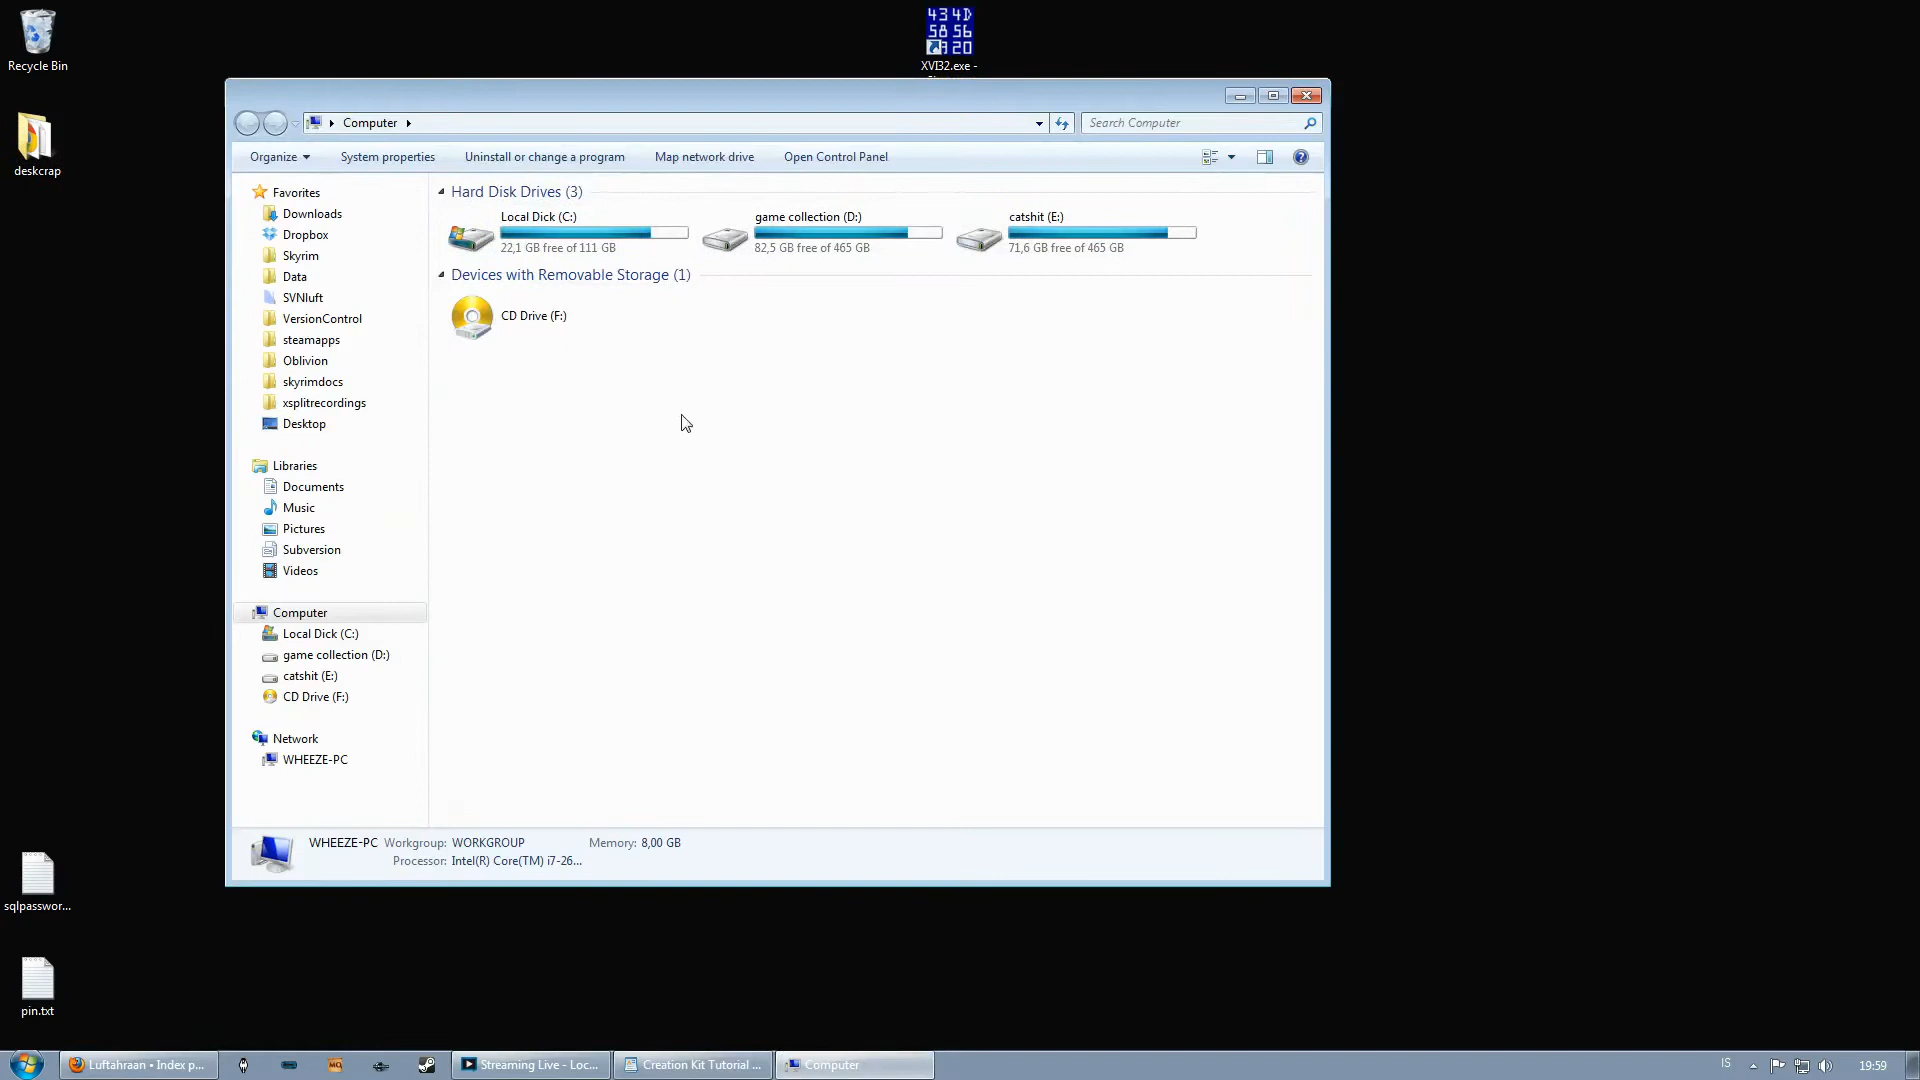 Recycle Bin
deskcrap
XVI32.exe -
Computer
Search Computer
Organize
System properties
Uninstall or change a program
Map network drive
Open Control Panel
Favorites
Downloads
Dropbox
Skyrim
Data
SVNluft
VersionControl
steamapps
Oblivion
skyrimdocs
xsplitrecordings
Desktop
Libraries
Documents
Music
Pictures
Subversion
Videos
Computer
Local Dick (C:)
game collection (D:)
catshit (E:)
CD Drive (F:)
Network
WHEEZE-PC
Hard Disk Drives (3)
Local Dick (C:)
22,1 GB free of 111 GB
game collection (D:)
82,5 GB free of 465 GB
catshit (E:)
71,6 GB free of 465 GB
Devices with Removable Storage (1)
CD Drive (F:)
WHEEZE-PC Workgroup: WORKGROUP Memory: 8,00 GB
Processor: Intel(R) Core(TM) i7-26...
sqlpasswor...
pin.txt
Luftahraan • Index p...
MO
Streaming Live - Loc...
Creation Kit Tutorial ...
Computer
IS
19:59